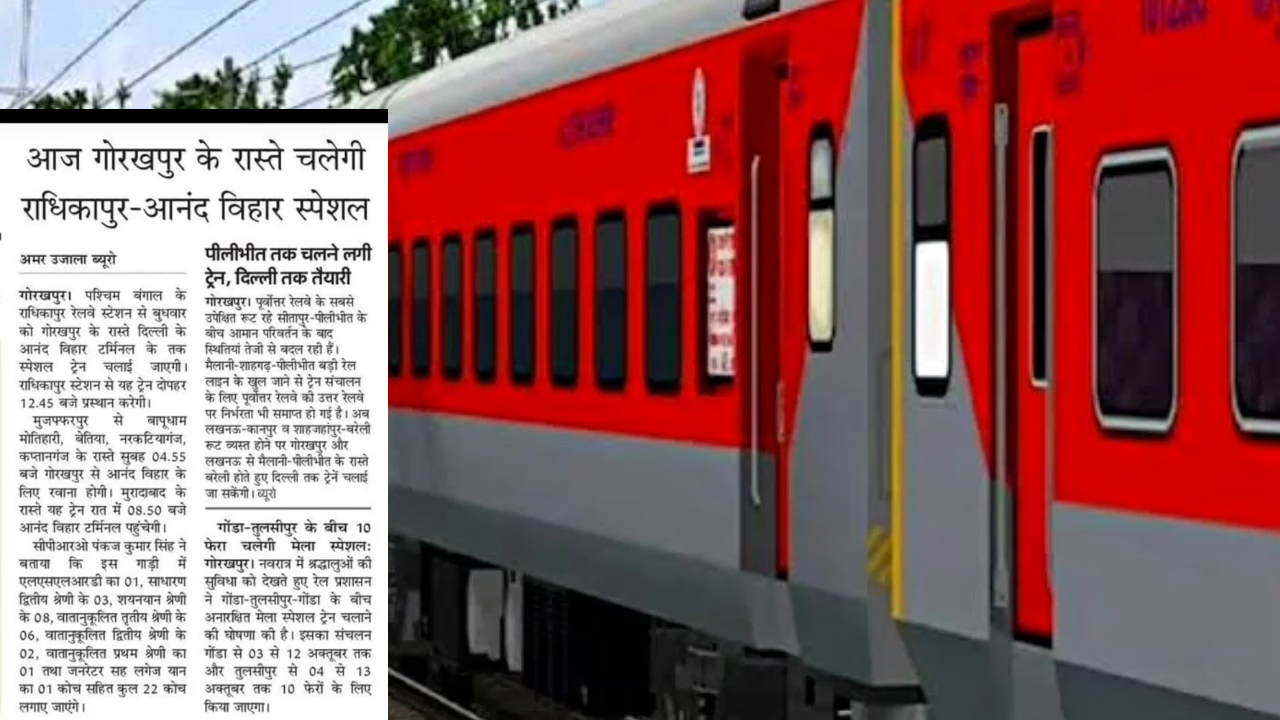 आज गोरखपुर के रास्ते चलेगी
राधिकापुर-आनंद विहार स्पेशल
अमर उजाला ब्यूरो
गोरखपुर। पश्चिम बंगाल के
राधिकापुर रेलवे स्टेशन से बुधवार
को गोरखपुर के रास्ते दिल्ली के
आनंद विहार टर्मिनल के तक
स्पेशल ट्रेन चलाई जाएगी।
राधिकापुर स्टेशन से यह ट्रेन दोपहर
12.45 बजे प्रस्थान करेगी।
मुजफ्फरपुर से बापूधाम
मोतिहारी, बेतिया, नरकटियागंज,
कप्तानगंज के रास्ते सुबह 04.55
बजे गोरखपुर से आनंद विहार के
लिए रवाना होगी। मुरादाबाद के
रास्ते यह ट्रेन रात में 08.50 बजे
आनंद विहार टर्मिनल पहुंचेगी।
सीपीआरओ पंकज कुमार सिंह ने
बताया कि इस गाड़ी में
एलएसएलआरडी का 01, साधारण
द्वितीय श्रेणी के 03, शयनयान श्रेणी
के 08, वातानुकूलित तृतीय श्रेणी के
06, वातानुकूलित द्वितीय श्रेणी के
02, वातानुकूलित प्रथम श्रेणी का
01 तथा जनरेटर सह लगेज यान
का 01 कोच सहित कुल 22 कोच
लगाए जाएंगे।
पीलीभीत तक चलने लगी
ट्रेन, दिल्ली तक तैयारी
गोरखपुर। पूर्वोत्तर रेलवे के सबसे
उपेक्षित रूट रहे सीतापुर-पीलीभीत के
बीच आमान परिवर्तन के बाद
स्थितियां तेजी से बदल रही हैं।
मैलानी-शाहगढ़-पीलीभीत बड़ी रेल
लाइन के खुल जाने से ट्रेन संचालन
के लिए पूर्वोत्तर रेलवे की उत्तर रेलवे
पर निर्भरता भी समाप्त हो गई है। अब
लखनऊ-कानपुर व शाहजहांपुर-बरेली
रूट व्यस्त होने पर गोरखपुर और
लखनऊ से मैलानी-पीलीभीत के रास्ते
बरेली होते हुए दिल्ली तक ट्रेनें चलाई
जा सकेंगी। ब्यूरो
गोंडा-तुलसीपुर के बीच 10
फेरा चलेगी मेला स्पेशल:
गोरखपुर। नवरात्र में श्रद्धालुओं की
सुविधा को देखते हुए रेल प्रशासन
ने गोंडा-तुलसीपुर-गोंडा के बीच
अनारक्षित मेला स्पेशल ट्रेन चलाने
की घोषणा की है। इसका संचलन
गोंडा से 03 से 12 अक्तूबर तक
और तुलसीपुर से 04 से 13
अक्तूबर तक 10 फेरों के लिए
किया जाएगा।